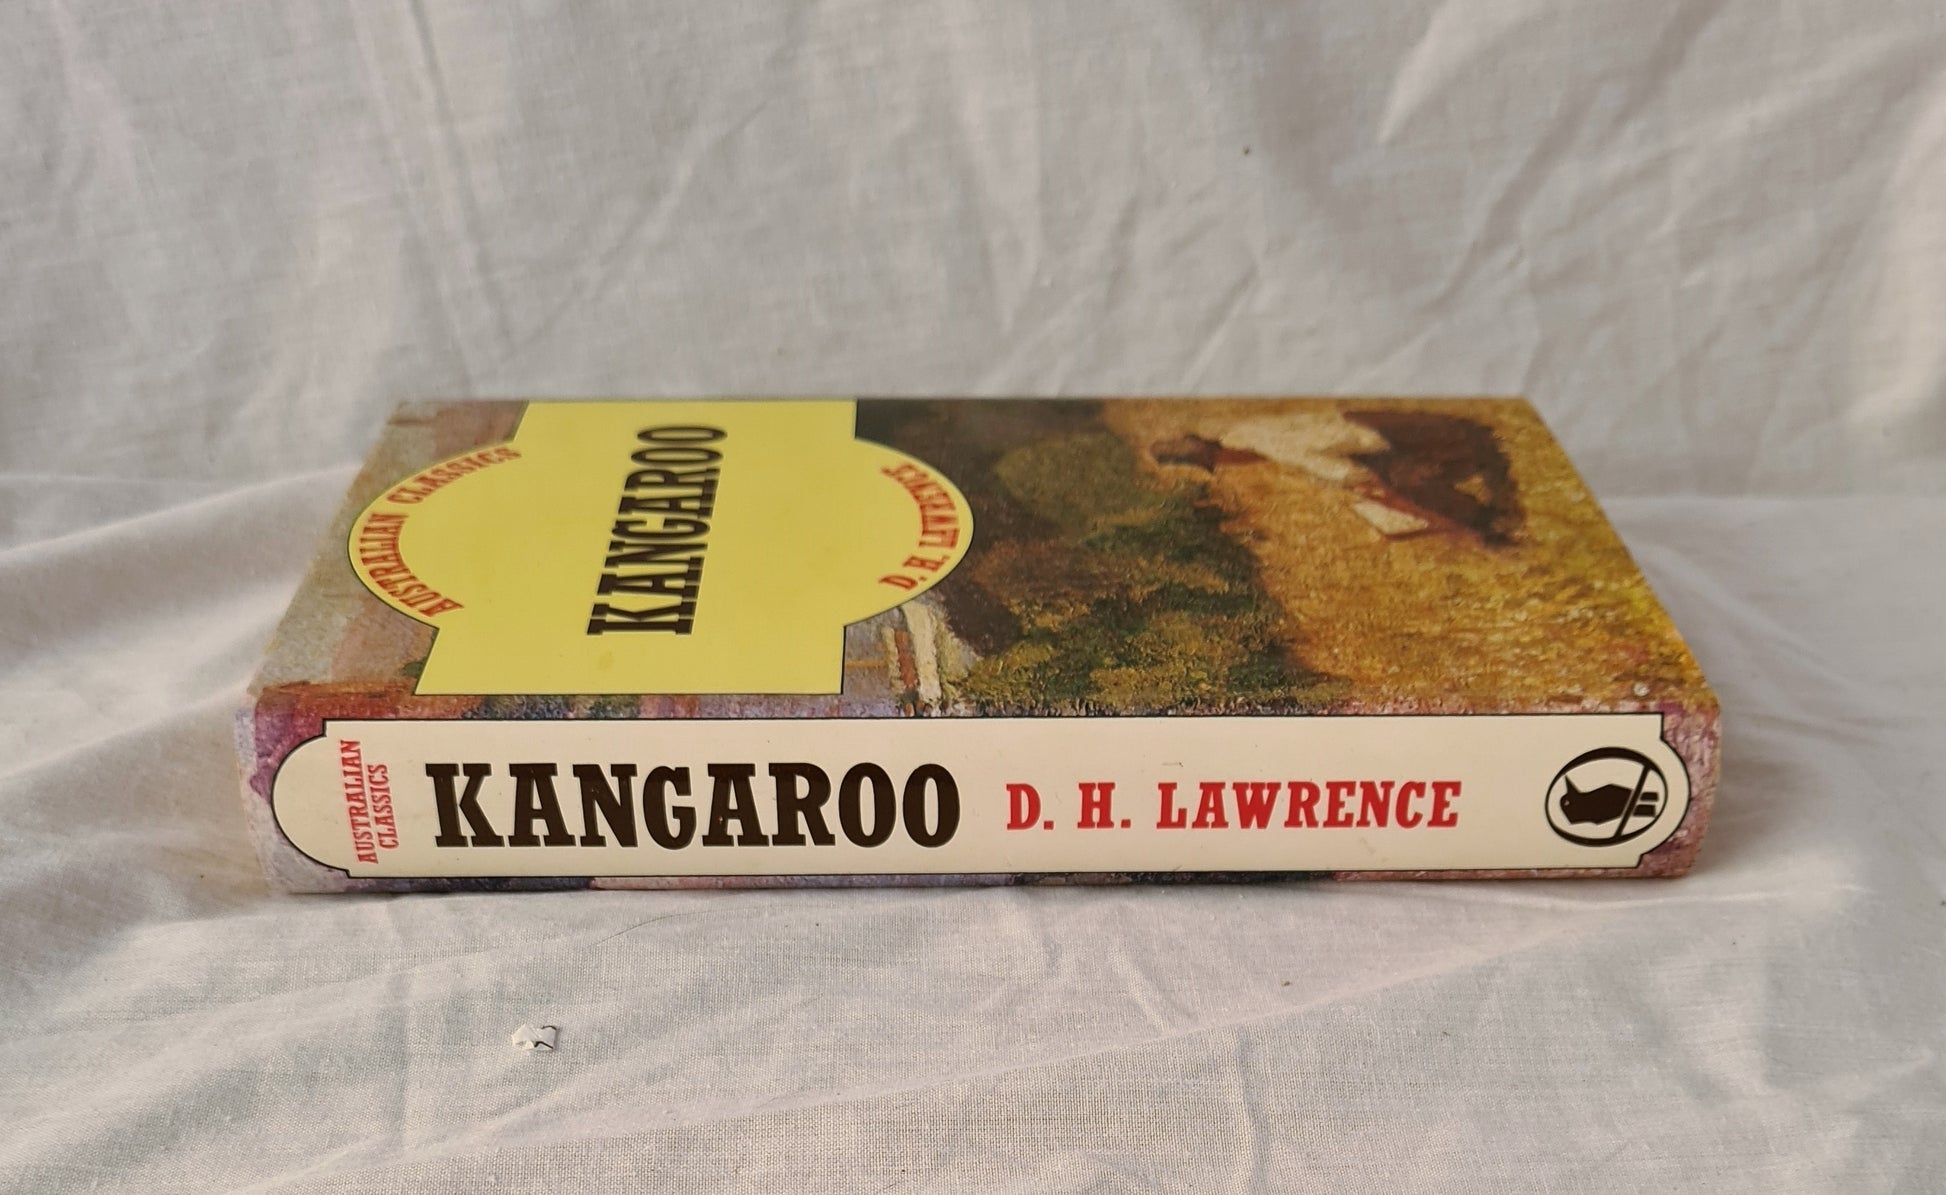 AUSTRALIAN CLASSICS
KANGAROO
D. H. LAWRENCE
AUSTRALIAN
CLASSICS
KANGAROO
D. H. LAWRENCE